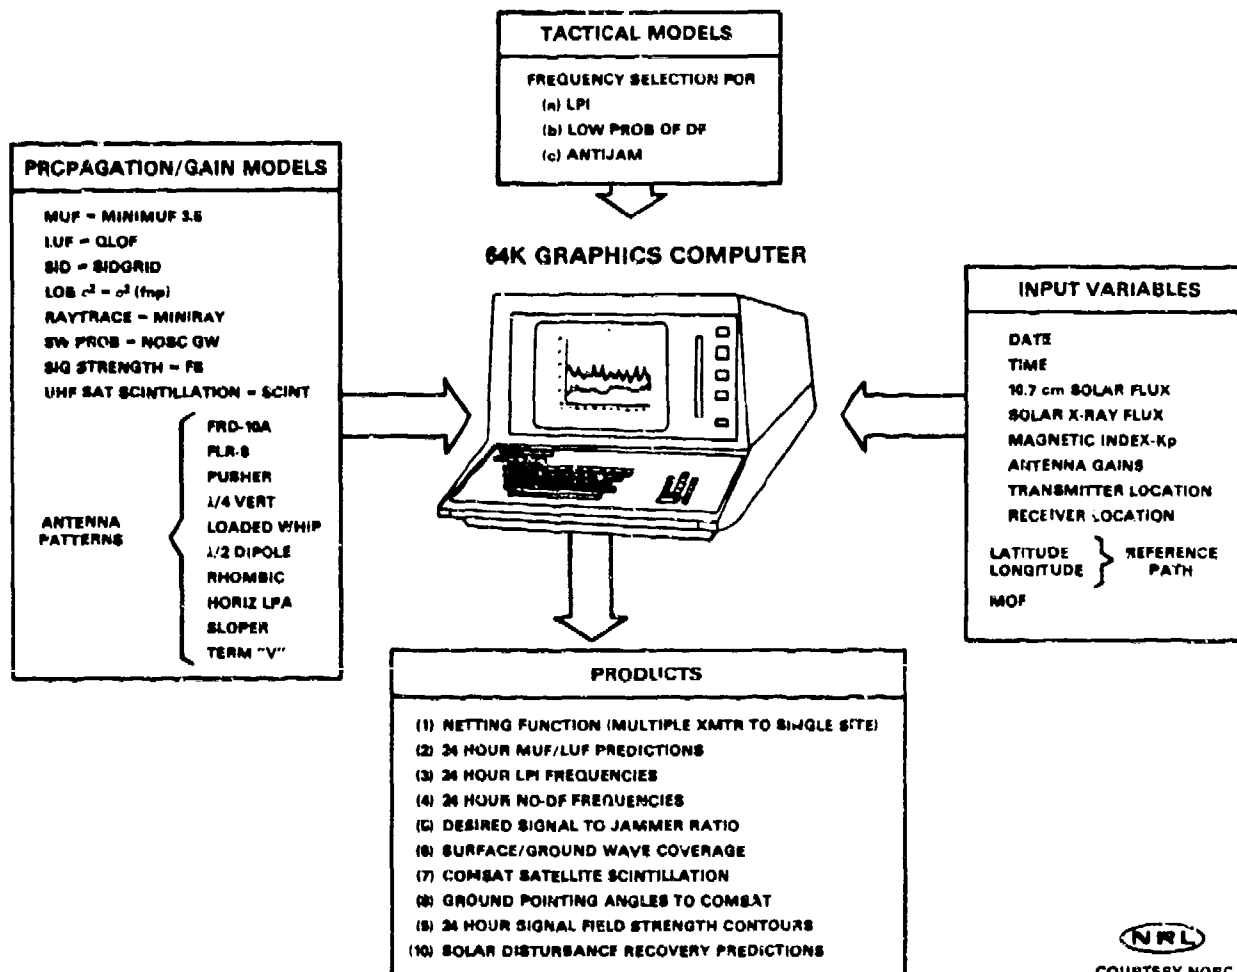 TACTICAL MODELS
FREQUENCY SELECTION FOR
(a) LPI
(b) LOW PROB OF DF
(c) ANTIJAM
PROPAGATION/GAIN MODELS
MUF = MINIMUF 3.5
LUF = QLOF
SID = SIDGRID
LOB σ² = σ² (fnp)
RAYTRACE = MINIRAY
SW PROB = NOSC GW
SIG STRENGTH = FS
UHF SAT SCINTILLATION = SCINT
ANTENNA PATTERNS
FRD-10A
FLR-9
PUSHER
λ/4 VERT
LOADED WHIP
λ/2 DIPOLE
RHOMBIC
HORIZ LPA
SLOPER
TERM "V"
64K GRAPHICS COMPUTER
INPUT VARIABLES
DATE
TIME
10.7 cm SOLAR FLUX
SOLAR X-RAY FLUX
MAGNETIC INDEX-Kp
ANTENNA GAINS
TRANSMITTER LOCATION
RECEIVER LOCATION
LATITUDE
LONGITUDE
REFERENCE PATH
MOF
PRODUCTS
(1) NETTING FUNCTION (MULTIPLE XMTR TO SINGLE SITE)
(2) 24 HOUR MUF/LUF PREDICTIONS
(3) 24 HOUR LPI FREQUENCIES
(4) 24 HOUR NO-DF FREQUENCIES
(5) DESIRED SIGNAL TO JAMMER RATIO
(6) SURFACE/GROUND WAVE COVERAGE
(7) COMSAT SATELLITE SCINTILLATION
(8) GROUND POINTING ANGLES TO COMSAT
(9) 24 HOUR SIGNAL FIELD STRENGTH CONTOURS
(10) SOLAR DISTURBANCE RECOVERY PREDICTIONS
NRL
COURTESY NOSC